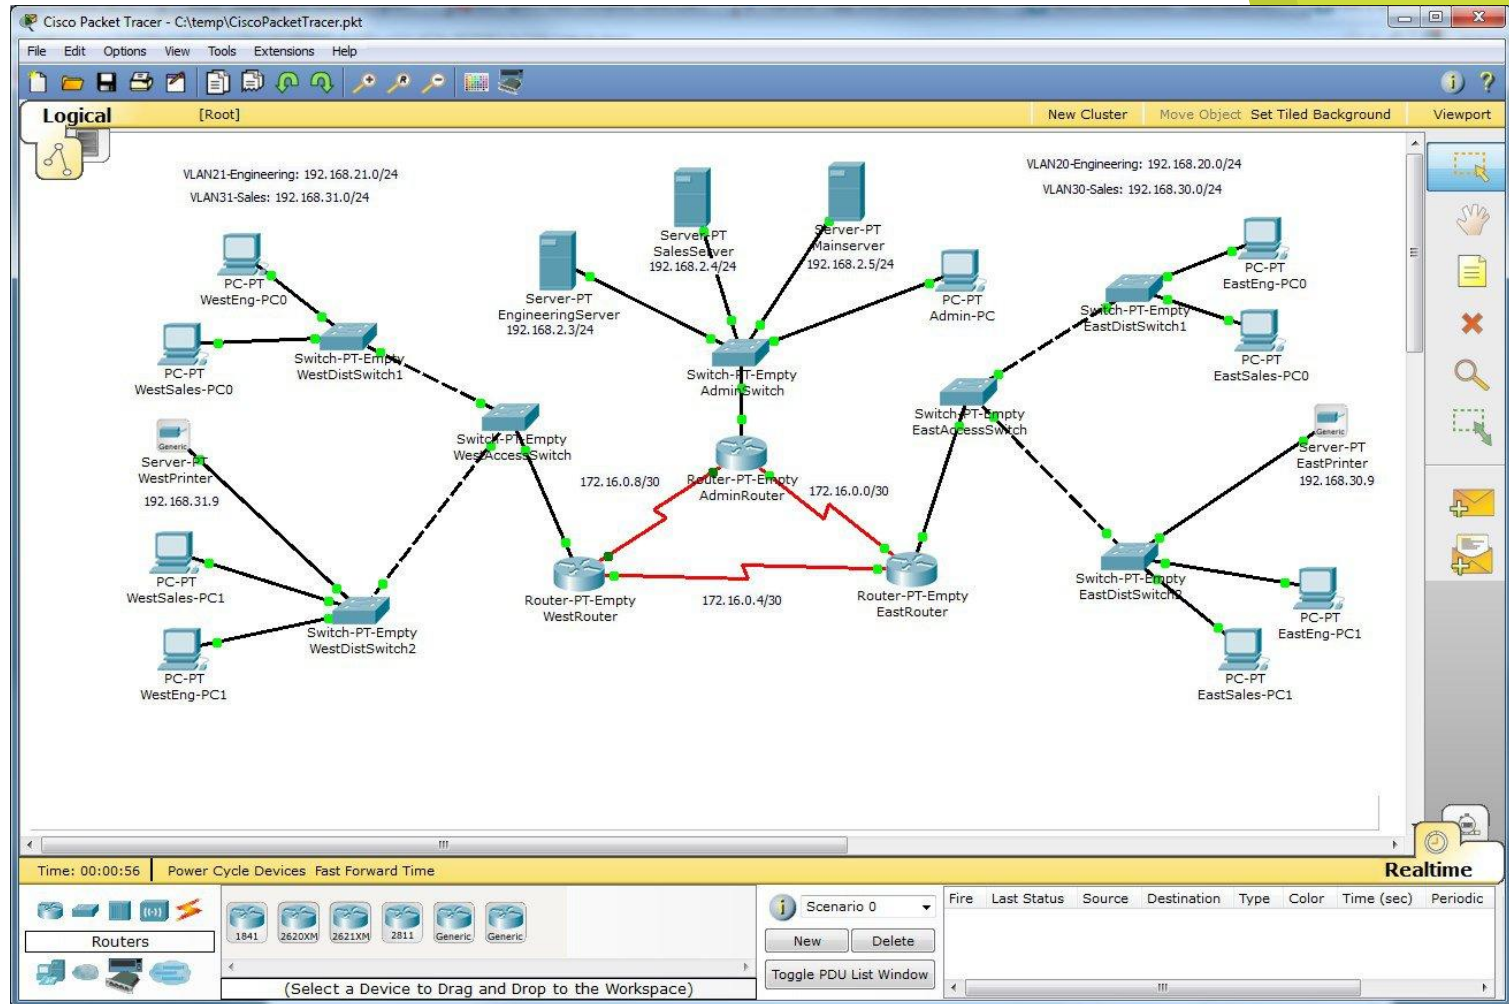 Cisco Packet Tracer - C:\temp\CiscoPacketTracer.pkt
File Edit Options View Tools Extensions Help
Logical [Root] New Cluster Move Object Set Tiled Background Viewport
VLAN21-Engineering: 192.168.21.0/24
VLAN31-Sales: 192.168.31.0/24
VLAN20-Engineering: 192.168.20.0/24
VLAN30-Sales: 192.168.30.0/24
PC-PT
WestEng-PC0
PC-PT
WestSales-PC0
Switch-PT-Empty
WestDistSwitch1
Generic
Server-PT
WestPrinter
192.168.31.9
Switch-PT-Empty
WestAccessSwitch
PC-PT
WestSales-PC1
PC-PT
WestEng-PC1
Switch-PT-Empty
WestDistSwitch2
Server-PT
EngineeringServer
192.168.2.3/24
Server-PT
SalesServer
192.168.2.4/24
Server-PT
Mainserver
192.168.2.5/24
PC-PT
Admin-PC
Switch-PT-Empty
AdminSwitch
Router-PT-Empty
AdminRouter
172.16.0.8/30
172.16.0.0/30
172.16.0.4/30
Router-PT-Empty
WestRouter
Router-PT-Empty
EastRouter
Switch-PT-Empty
EastAccessSwitch
Switch-PT-Empty
EastDistSwitch1
PC-PT
EastEng-PC0
PC-PT
EastSales-PC0
Generic
Server-PT
EastPrinter
192.168.30.9
Switch-PT-Empty
EastDistSwitch2
PC-PT
EastEng-PC1
PC-PT
EastSales-PC1
Time: 00:00:56 Power Cycle Devices Fast Forward Time Realtime
Routers
1841 2620XM 2621XM 2811 Generic Generic
(Select a Device to Drag and Drop to the Workspace)
Scenario 0
New Delete
Toggle PDU List Window
Fire Last Status Source Destination Type Color Time (sec) Periodic